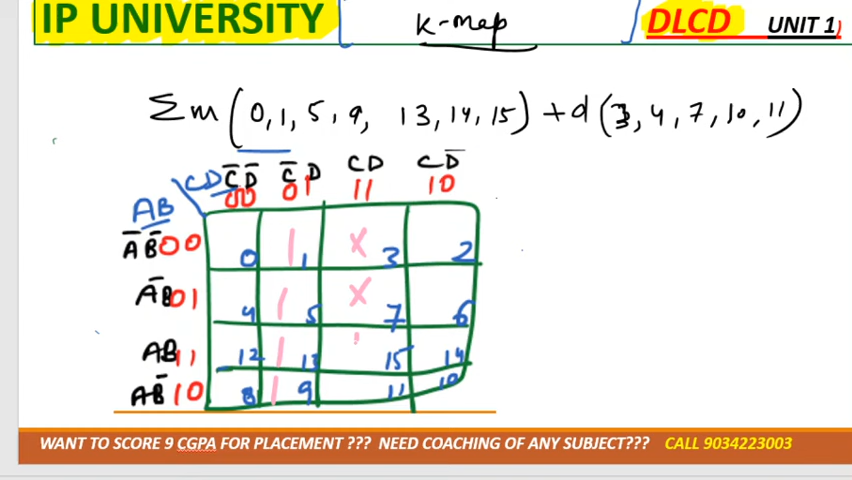 IP UNIVERSITY K-map DLCD UNIT 1)
Σm (0, 1, 5, 9, 13, 14, 15) + d (3, 4, 7, 10, 11)
CD C̅D̅ C̅D CD CD̅
00 01 11 10
AB
A̅B̅ 00 0 1 1 X 3 2
A̅B 01 4 1 5 X 7 6
AB 11 12 1 13 15 14
AB̅ 10 8 1 9 11 10
WANT TO SCORE 9 CGPA FOR PLACEMENT ??? NEED COACHING OF ANY SUBJECT??? CALL 9034223003